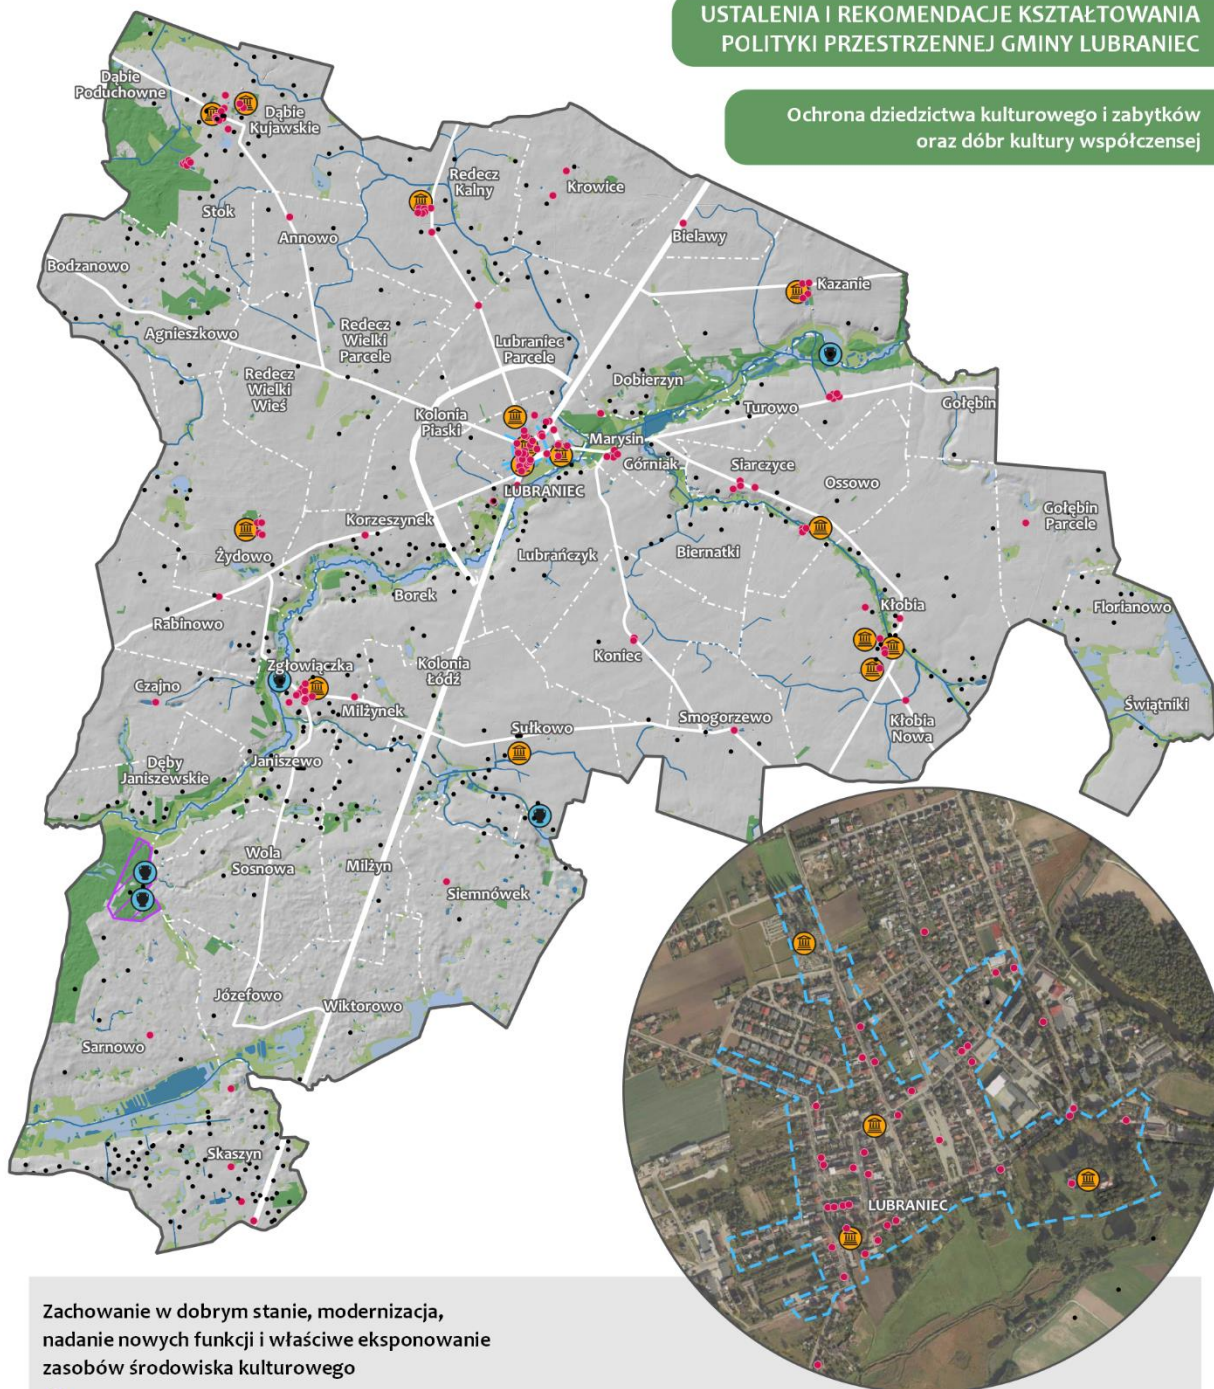 USTALENIA I REKOMENDACJE KSZTAŁTOWANIA
POLITYKI PRZESTRZENNEJ GMINY LUBRANIEC
Ochrona dziedzictwa kulturowego i zabytków
oraz dóbr kultury współczensej
Dąbie
Poduchowne
Dąbie
Kujawskie
Redecz
Kalny
Krowice
Stok
Annowo
Bielawy
Bodzanowo
Kazanie
Agnieszkowo
Redecz
Wielki
Parcele
Lubraniec
Parcele
Redecz
Wielki
Wieś
Dobierzyn
Kolonia
Piaski
Turowo
Gołębin
Marysin
Górniak
Siarczyce
Ossowo
LUBRANIEC
Gołębin
Parcele
Korzeszynek
Żydowo
Lubrańczyk
Biernatki
Borek
Kłobia
Florianowo
Rabinowo
Koniec
Zgłowiączka
Kolonia
Łódź
Czajno
Milżynek
Świątniki
Sułkowo
Smogorzewo
Kłobia
Nowa
Dęby
Janiszewskie
Janiszewo
Wola
Sosnowa
Milżyn
Siemnówek
Józefowo
Wiktorowo
Sarnowo
Skaszyn
LUBRANIEC
Zachowanie w dobrym stanie, modernizacja,
nadanie nowych funkcji i właściwe eksponowanie
zasobów środowiska kulturowego